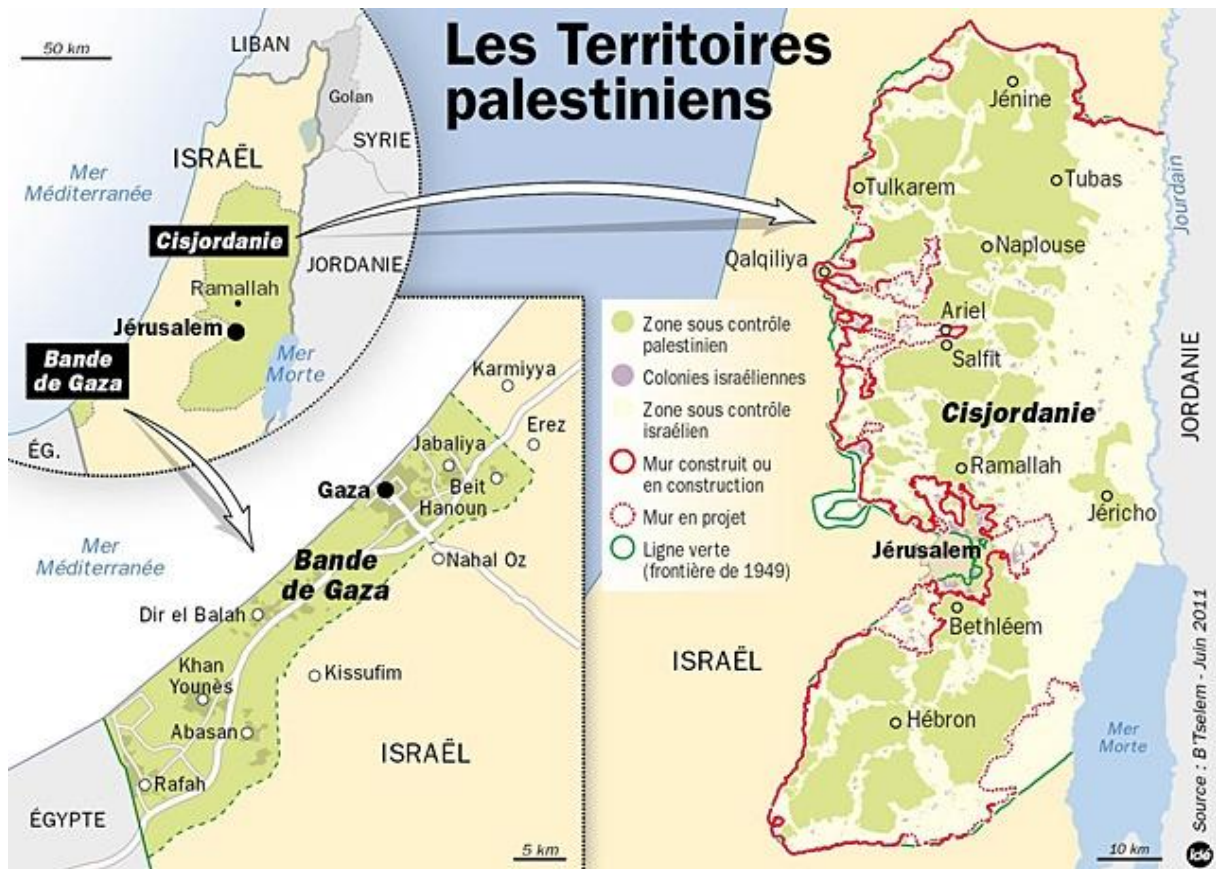 Les Territoires
palestiniens
50 km
LIBAN
Golan
SYRIE
ISRAËL
Mer
Méditerranée
Cisjordanie
JORDANIE
Ramallah
Jérusalem
Bande
de Gaza
Mer
Morte
ÉG.
Karmiyya
Erez
Jabaliya
Gaza
Beit
Hanoun
Mer
Méditerranée
Bande
de Gaza
Nahal Oz
Dir el Balah
Kissufim
Khan
Younès
Abasan
ISRAËL
Rafah
ÉGYPTE
5 km
Zone sous contrôle
palestinien
Colonies israéliennes
Zone sous contrôle
israélien
Mur construit ou
en construction
Mur en projet
Ligne verte
(frontière de 1949)
Jénine
Tulkarem
Tubas
Jourdain
Qalqiliya
Naplouse
Ariel
Salfit
Cisjordanie
JORDANIE
Ramallah
Jéricho
Jérusalem
Bethléem
ISRAËL
Hébron
Mer
Morte
10 km
Source : B'Tselem - Juin 2011
idé